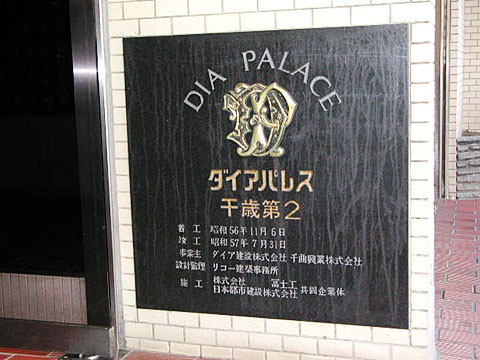 DIA PALACE
ダイアパレス
千歳第2
着工 昭和56年11月6日
竣工 昭和57年7月31日
事業主 ダイア建設株式会社 千曲興業株式会社
設計監理 リコー建築事務所
施工 株式会社 冨士工
日本都市建設株式会社 共同企業体